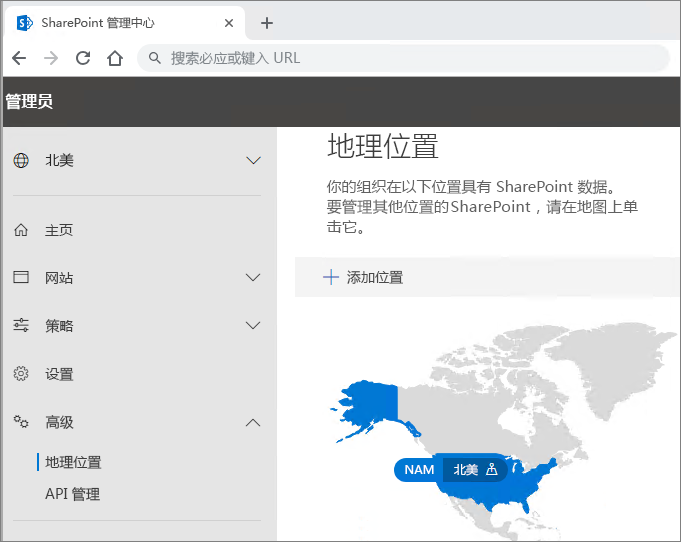 SharePoint 管理中心
搜索必应或键入 URL
管理员
北美
主页
网站
策略
设置
高级
地理位置
API 管理
地理位置
你的组织在以下位置具有 SharePoint 数据。
要管理其他位置的SharePoint，请在地图上单
击它。
添加位置
NAM 北美